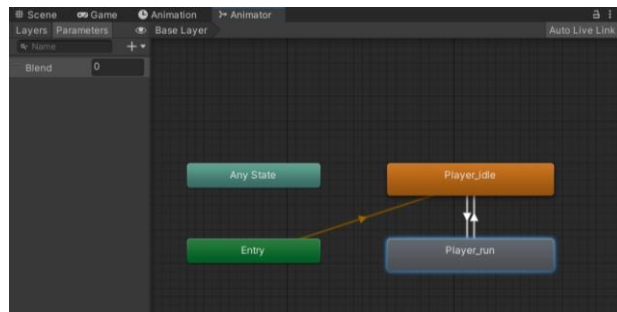 Scene Game Animation Animator
Layers Parameters Base Layer Auto Live Link
Name
Blend 0
Any State Player_idle
Entry Player_run